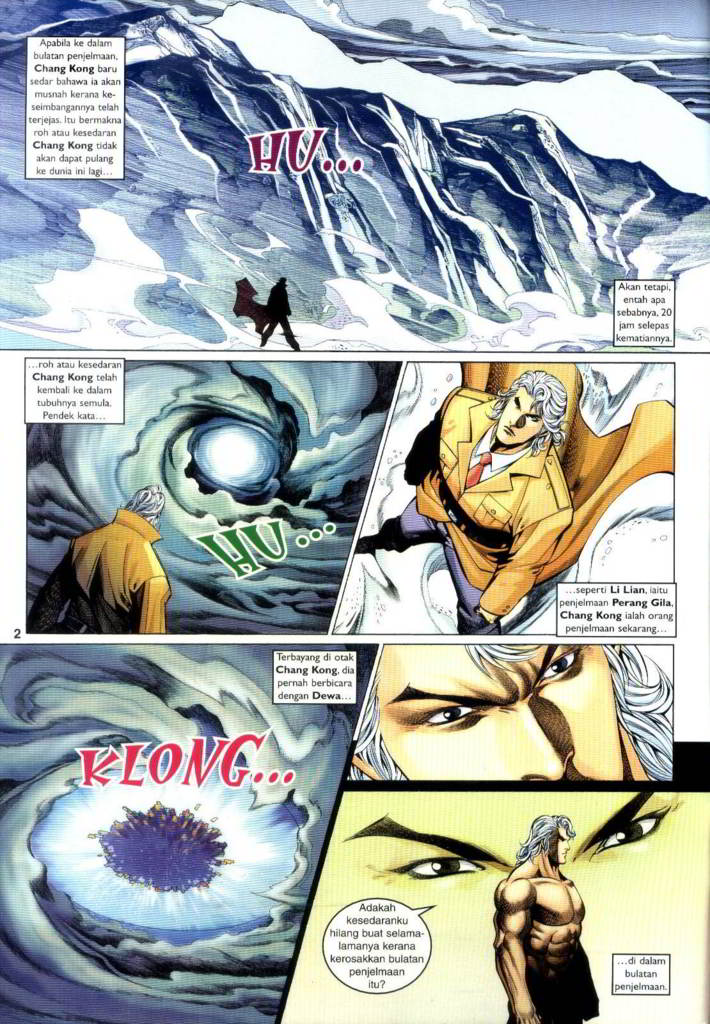 Apabila ke dalam
bulatan penjelmaan,
Chang Kong baru
sedar bahawa ia akan
musnah kerana ke-
seimbangannya telah
terjejas. Itu bermakna
roh atau kesedaran
Chang Kong tidak
akan dapat pulang
ke dunia ini lagi...
HU...
Akan tetapi,
entah apa
sebabnya, 20
jam selepas
kematiannya.
...roh atau kesedaran
Chang Kong telah
kembali ke dalam
tubuhnya semula.
Pendek kata...
HU...
...seperti Li Lian, iaitu
penjelmaan Perang Gila,
Chang Kong ialah orang
penjelmaan sekarang...
2
Terbayang di otak
Chang Kong, dia
pernah berbicara
dengan Dewa...
KLONG...
Adakah
kesedaranku
hilang buat selama-
lamanya kerana
kerosakkan bulatan
penjelmaan
itu?
...di dalam
bulatan
penjelmaan.